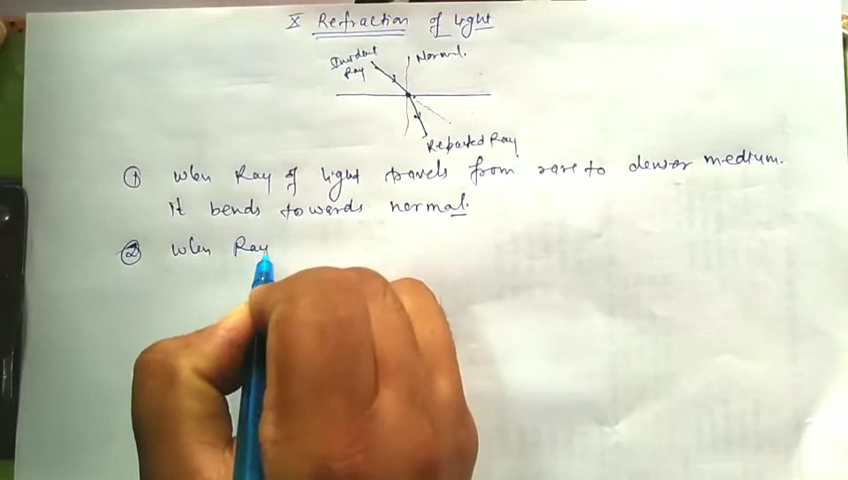 X Refraction of light
Incident Ray
Normal.
Refracted Ray
① When Ray of light travels from rare to denser medium.
It bends towards normal.
② When Ray